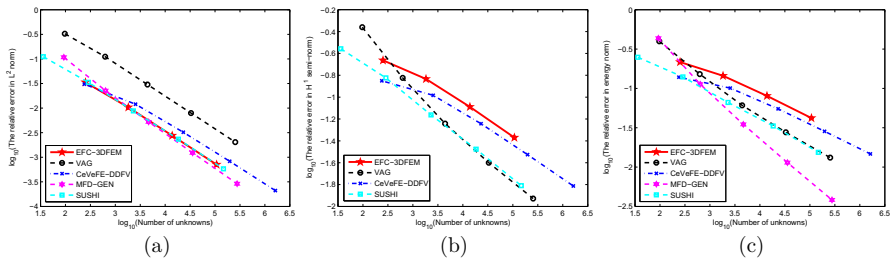 0
−0.5
−1
−1.5
−2
−2.5
−3
−3.5
−4
1.5 2 2.5 3 3.5 4 4.5 5 5.5 6 6.5
log10(Number of unknowns)
log10(The relative error in L2 norm)
EFC−3DFEM
VAG
CeVeFE−DDFV
MFD−GEN
SUSHI
(a)
−0.2
−0.4
−0.6
−0.8
−1
−1.2
−1.4
−1.6
−1.8
−2
1.5 2 2.5 3 3.5 4 4.5 5 5.5 6 6.5
log10(Number of unknowns)
log10(The relative error in H1 semi−norm)
EFC−3DFEM
VAG
CeVeFE−DDFV
SUSHI
(b)
0
−0.5
−1
−1.5
−2
−2.5
1.5 2 2.5 3 3.5 4 4.5 5 5.5 6 6.5
log10(Number of unknowns)
log10(The relative error in energy norm)
EFC−3DFEM
VAG
CeVeFE−DDFV
MFD−GEN
SUSHI
(c)